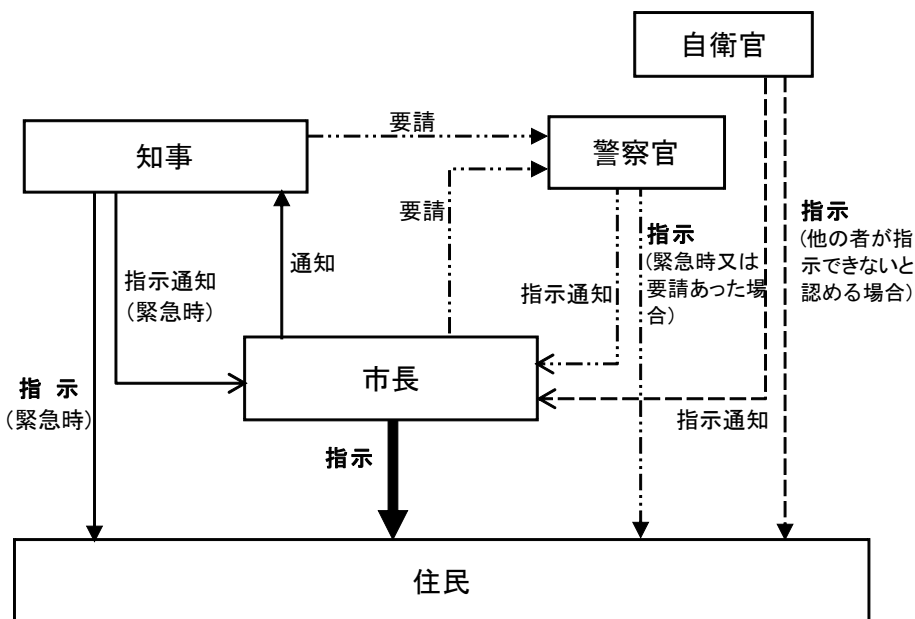 自衛官
要請
知事
警察官
要請
通知
指示通知
(緊急時)
指示通知
指示
(緊急時又は
要請あった場
合)
指示
(他の者が指
示できないと
認める場合)
市長
指 示
(緊急時)
指示通知
指示
住民